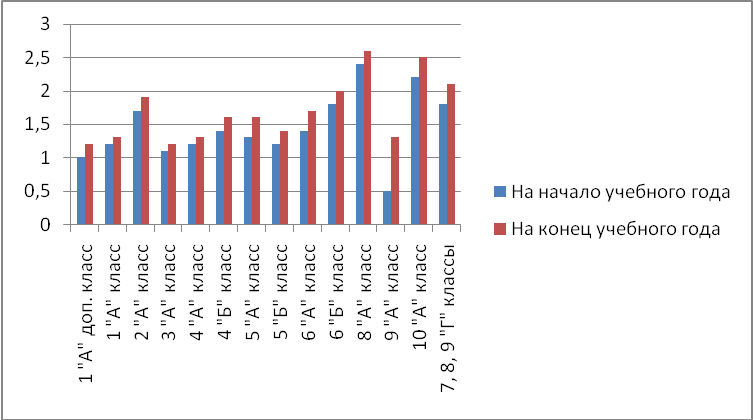 3
2,5
2
1,5
1
0,5
0
1 "А"  доп. класс
1 "А" класс
2 "А" класс
3 "А" класс
4 "А" класс
4 "Б" класс
5 "А" класс
5 "Б" класс
6 "А" класс
6 "Б" класс
8 "А" класс
9 "А" класс
10 "А" класс
7, 8, 9 "Г" классы
На начало учебного года
На конец учебного года